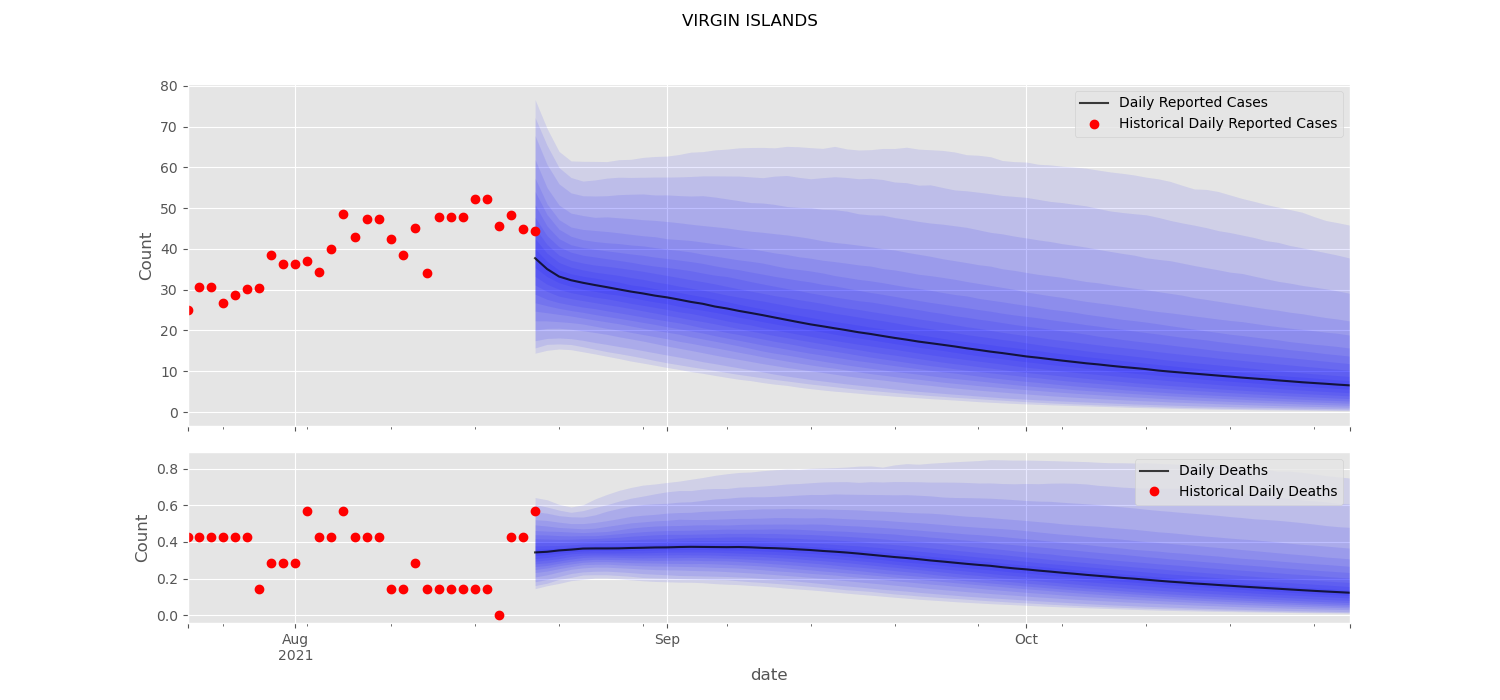 VIRGIN ISLANDS
80
70
60
50
40
30
20
10
0
Count
Daily Reported Cases
Historical Daily Reported Cases
0.8
0.6
0.4
0.2
0.0
Count
Daily Deaths
Historical Daily Deaths
Aug
2021
Sep
Oct
date